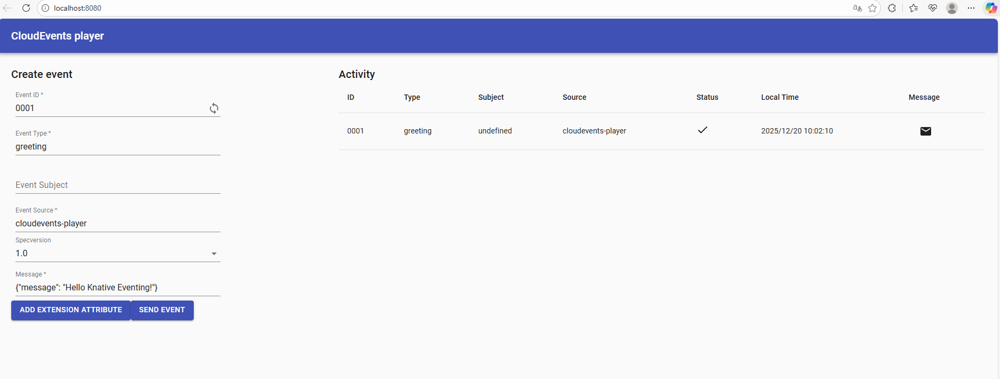 localhost:8080
CloudEvents player
Create event
Event ID *
0001
Event Type *
greeting
Event Subject
Event Source *
cloudevents-player
Specversion
1.0
Message *
{"message": "Hello Knative Eventing!"}
ADD EXTENSION ATTRIBUTE SEND EVENT
Activity
ID Type Subject Source Status Local Time Message
0001 greeting undefined cloudevents-player 2025/12/20 10:02:10